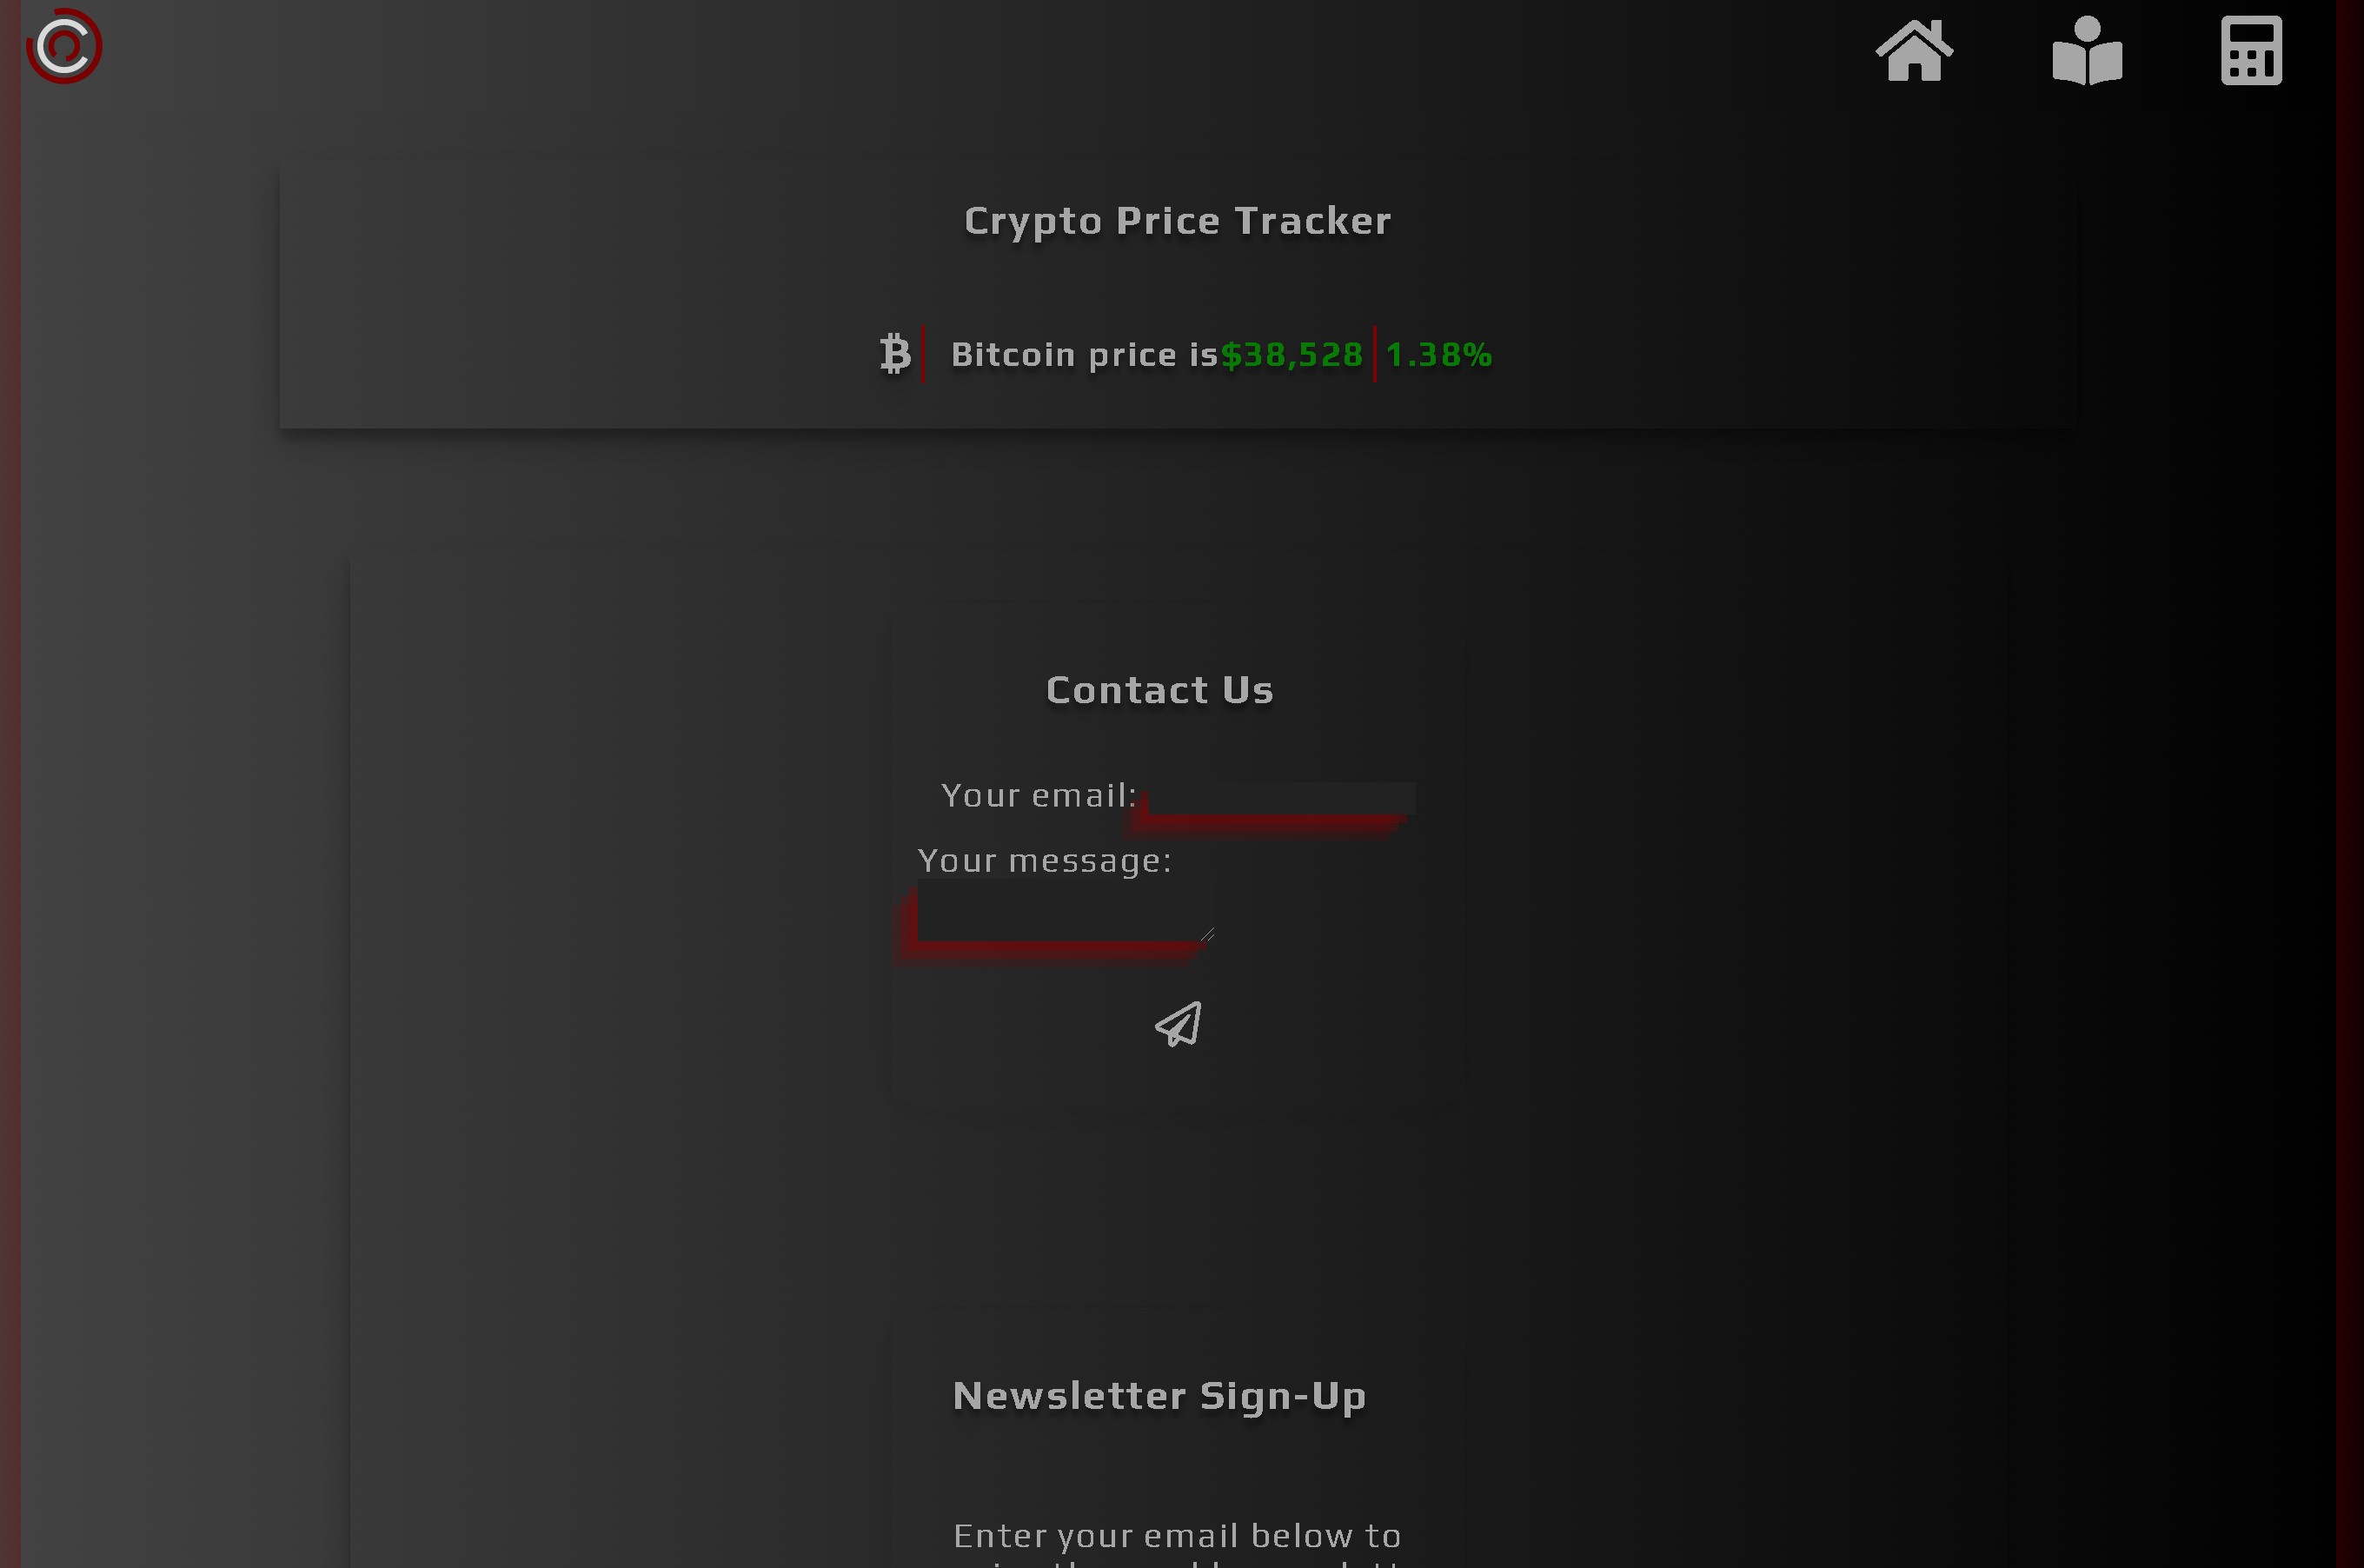 Crypto Price Tracker
Bitcoin price is $38,528 1.38%
Contact Us
Your email:
Your message:
Newsletter Sign-Up
Enter your email below to